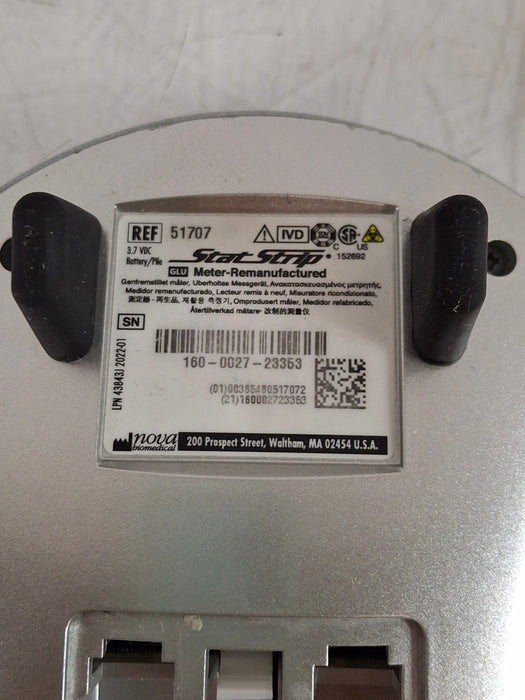 REF 51707
IVD
3.7 VDC
Battery/Pile
StatStrip®
C US
152692
GLU Meter-Remanufactured
Genfremstillet måler, Überholtes Messgerät, Ανακατασκευασμένος μετρητής,
Medidor remanufacturado, Lecteur remis à neuf, Misuratore ricondizionato,
測定器 - 再生品, 재활용 측정기, Omprodusert måler, Medidor refabricado,
Återtillverkad mätare· 改制的测量仪
SN
160-0027-23353
(01)00385480517072
(21)160002723353
LPN 43843J 2022-01
nova
biomedical
200 Prospect Street, Waltham, MA 02454 U.S.A.